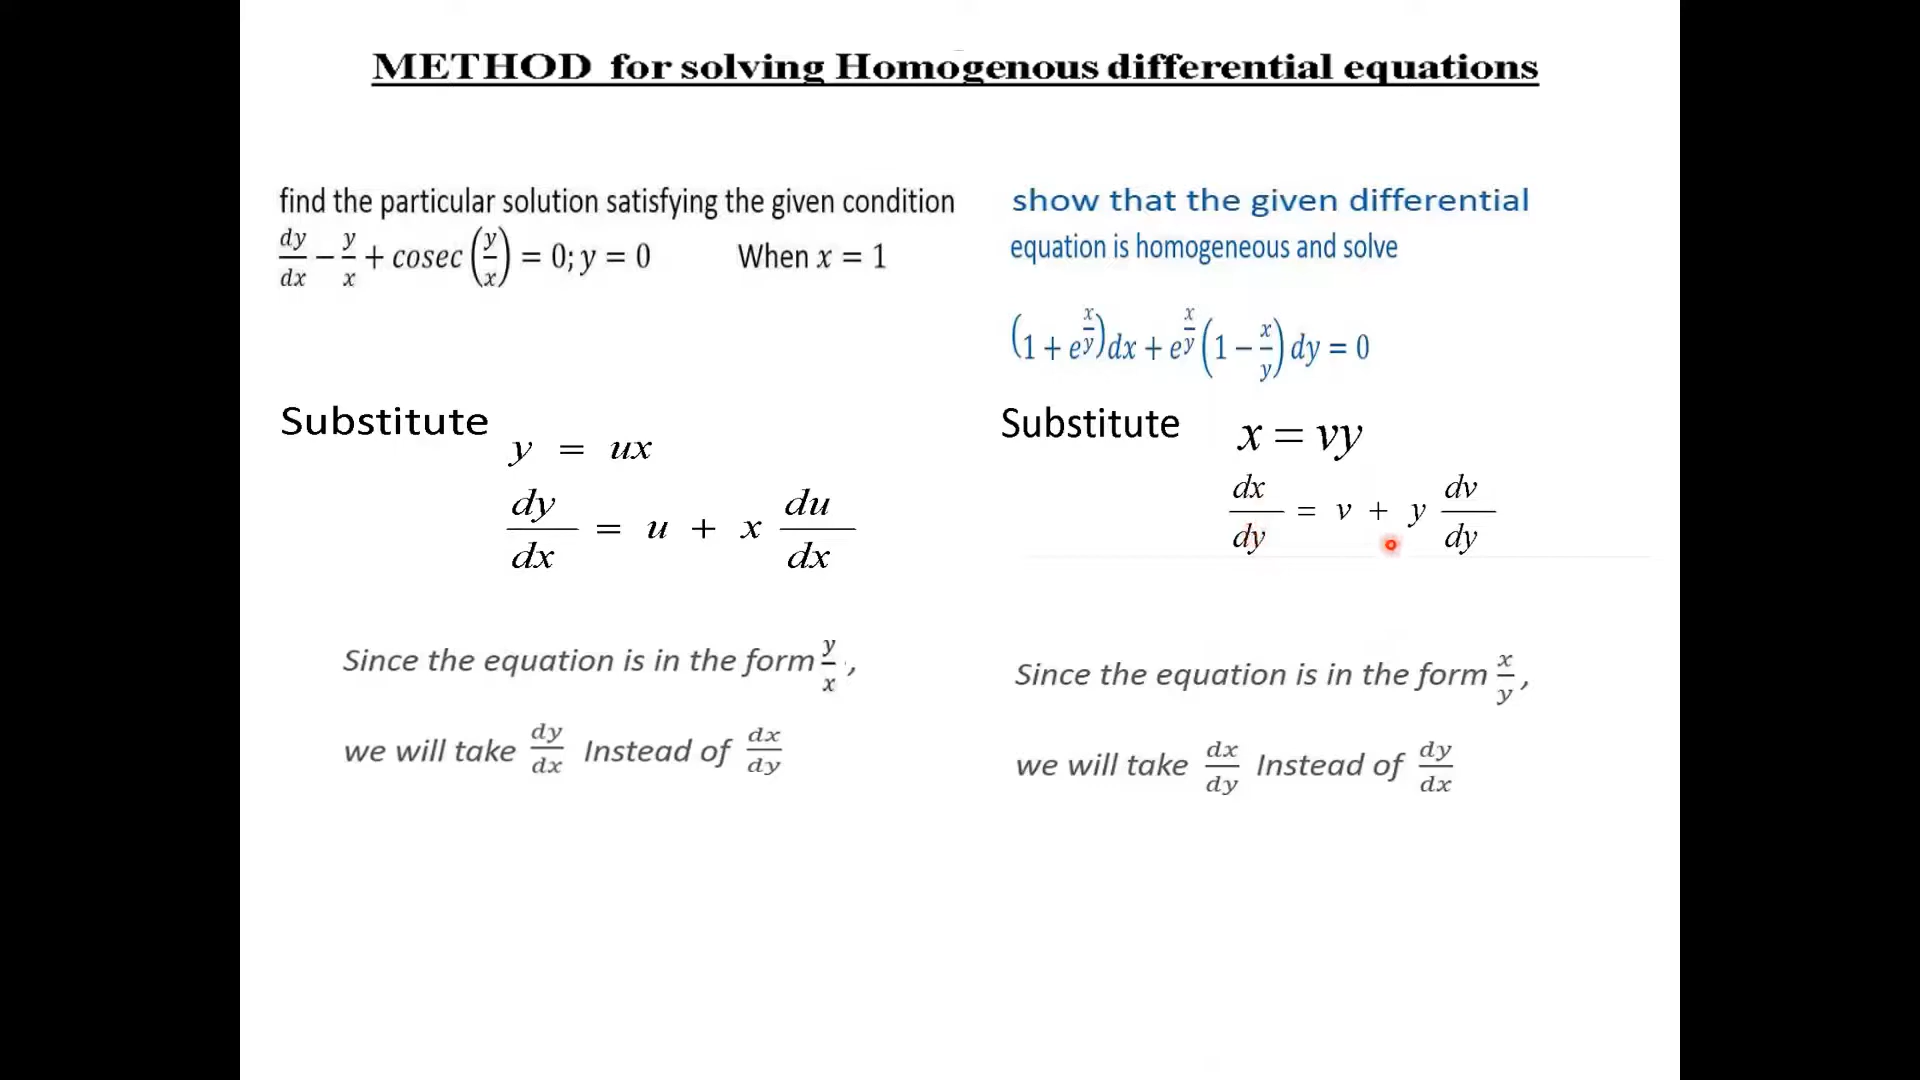 METHOD for solving Homogenous differential equations
find the particular solution satisfying the given condition
dy/dx − y/x + cosec (y/x) = 0; y = 0 When x = 1
Substitute
y = ux
dy/dx = u + x du/dx
Since the equation is in the form y/x ,
we will take dy/dx Instead of dx/dy
show that the given differential
equation is homogeneous and solve
(1 + e^(x/y)) dx + e^(x/y) (1 − x/y) dy = 0
Substitute x = vy
dx/dy = v + y dv/dy
Since the equation is in the form x/y ,
we will take dx/dy Instead of dy/dx